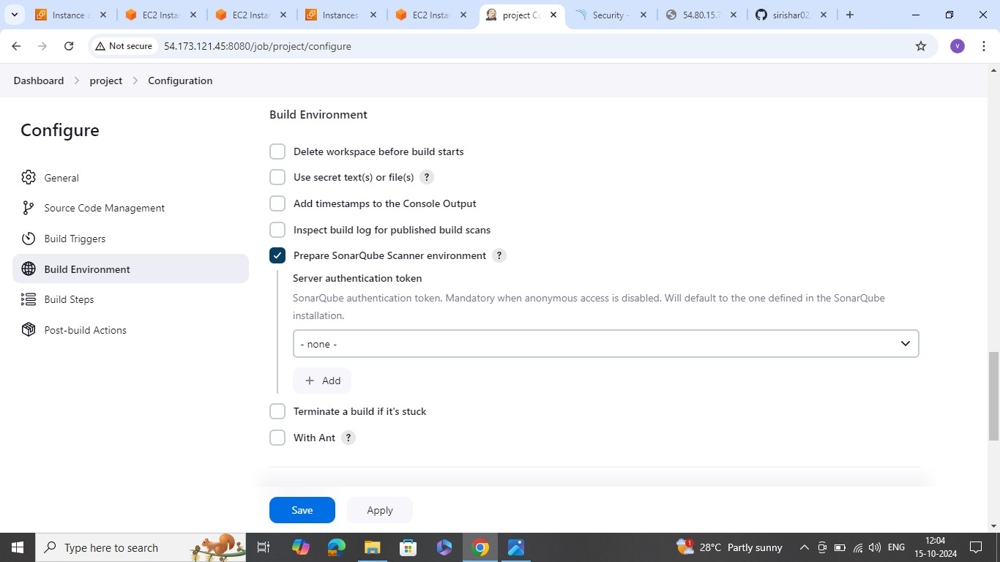 Instance
EC2 Instan
EC2 Instan
Instances
EC2 Instan
project Co
Security -
54.80.15.7
sirishar02
Not secure
54.173.121.45:8080/job/project/configure
v
Dashboard
project
Configuration
Configure
General
Source Code Management
Build Triggers
Build Environment
Build Steps
Post-build Actions
Build Environment
Delete workspace before build starts
Use secret text(s) or file(s) ?
Add timestamps to the Console Output
Inspect build log for published build scans
Prepare SonarQube Scanner environment ?
Server authentication token
SonarQube authentication token. Mandatory when anonymous access is disabled. Will default to the one defined in the SonarQube
installation.
- none -
Add
Terminate a build if it's stuck
With Ant ?
Save
Apply
Type here to search
1
28°C Partly sunny
ENG
12:04
15-10-2024